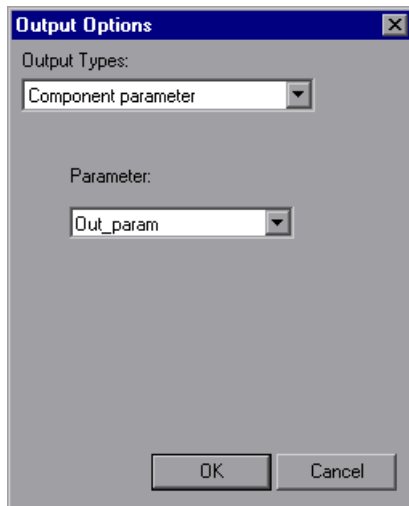 Output Options
Output Types:
Component parameter
Parameter:
Out_param
OK Cancel